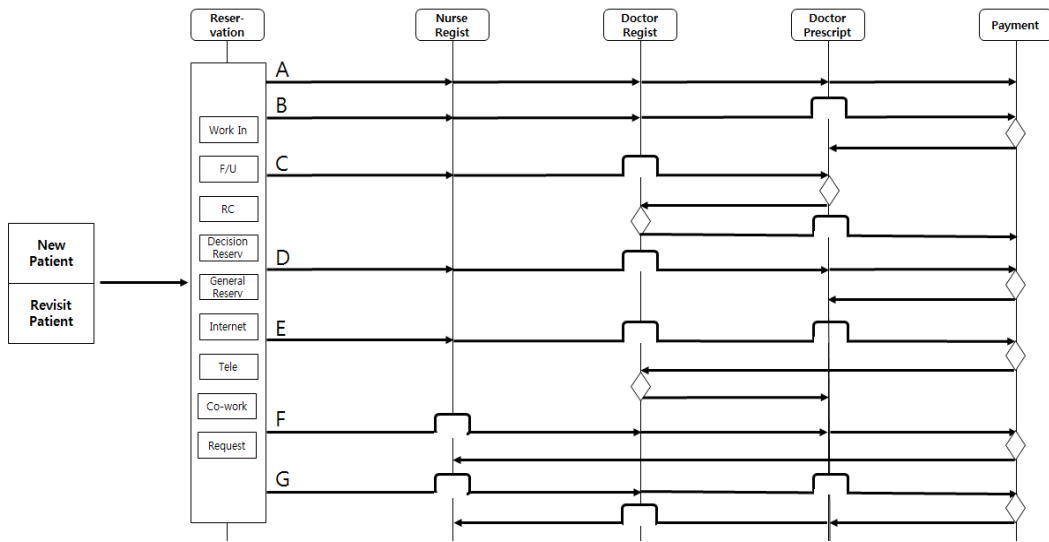 Reser-
vation
Nurse
Regist
Doctor
Regist
Doctor
Prescript
Payment
A
B
Work In
C
F/U
RC
New
Patient
Decision
Reserv
D
General
Reserv
Revisit
Patient
Internet
E
Tele
Co-work
F
Request
G